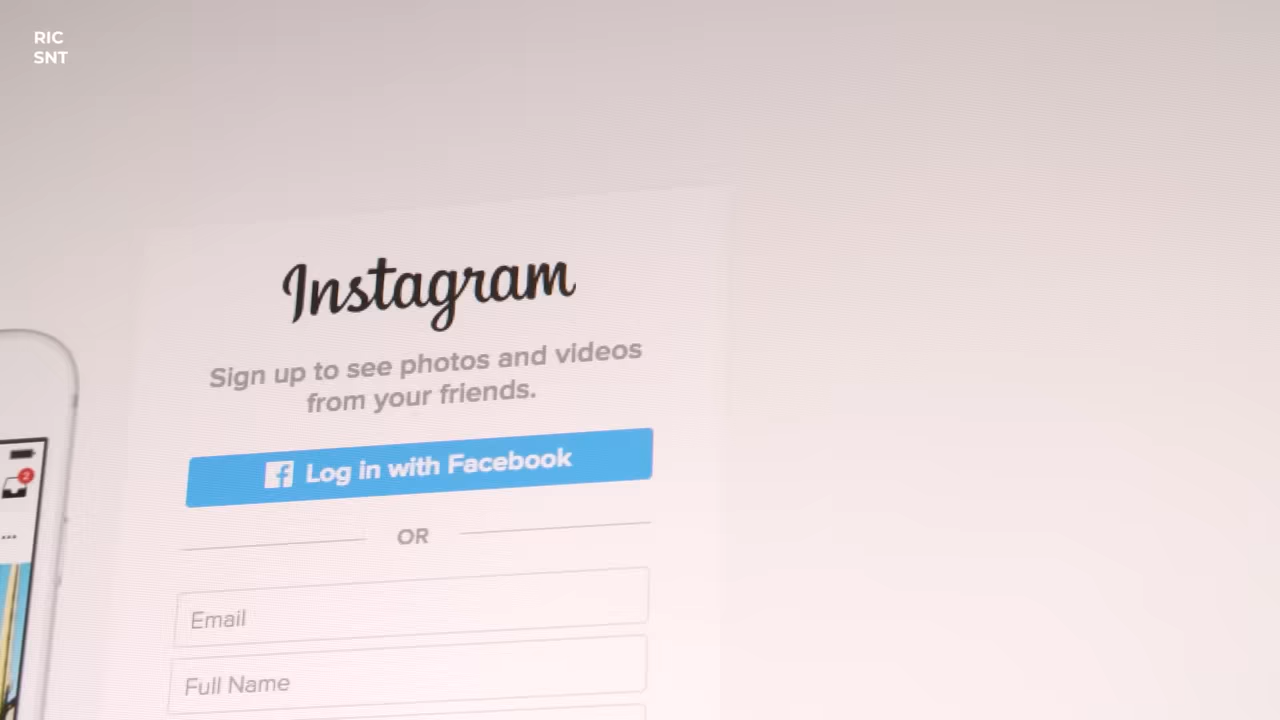 RIC
SNT
Instagram
Sign up to see photos and videos
from your friends.
Log in with Facebook
OR
Email
Full Name
2